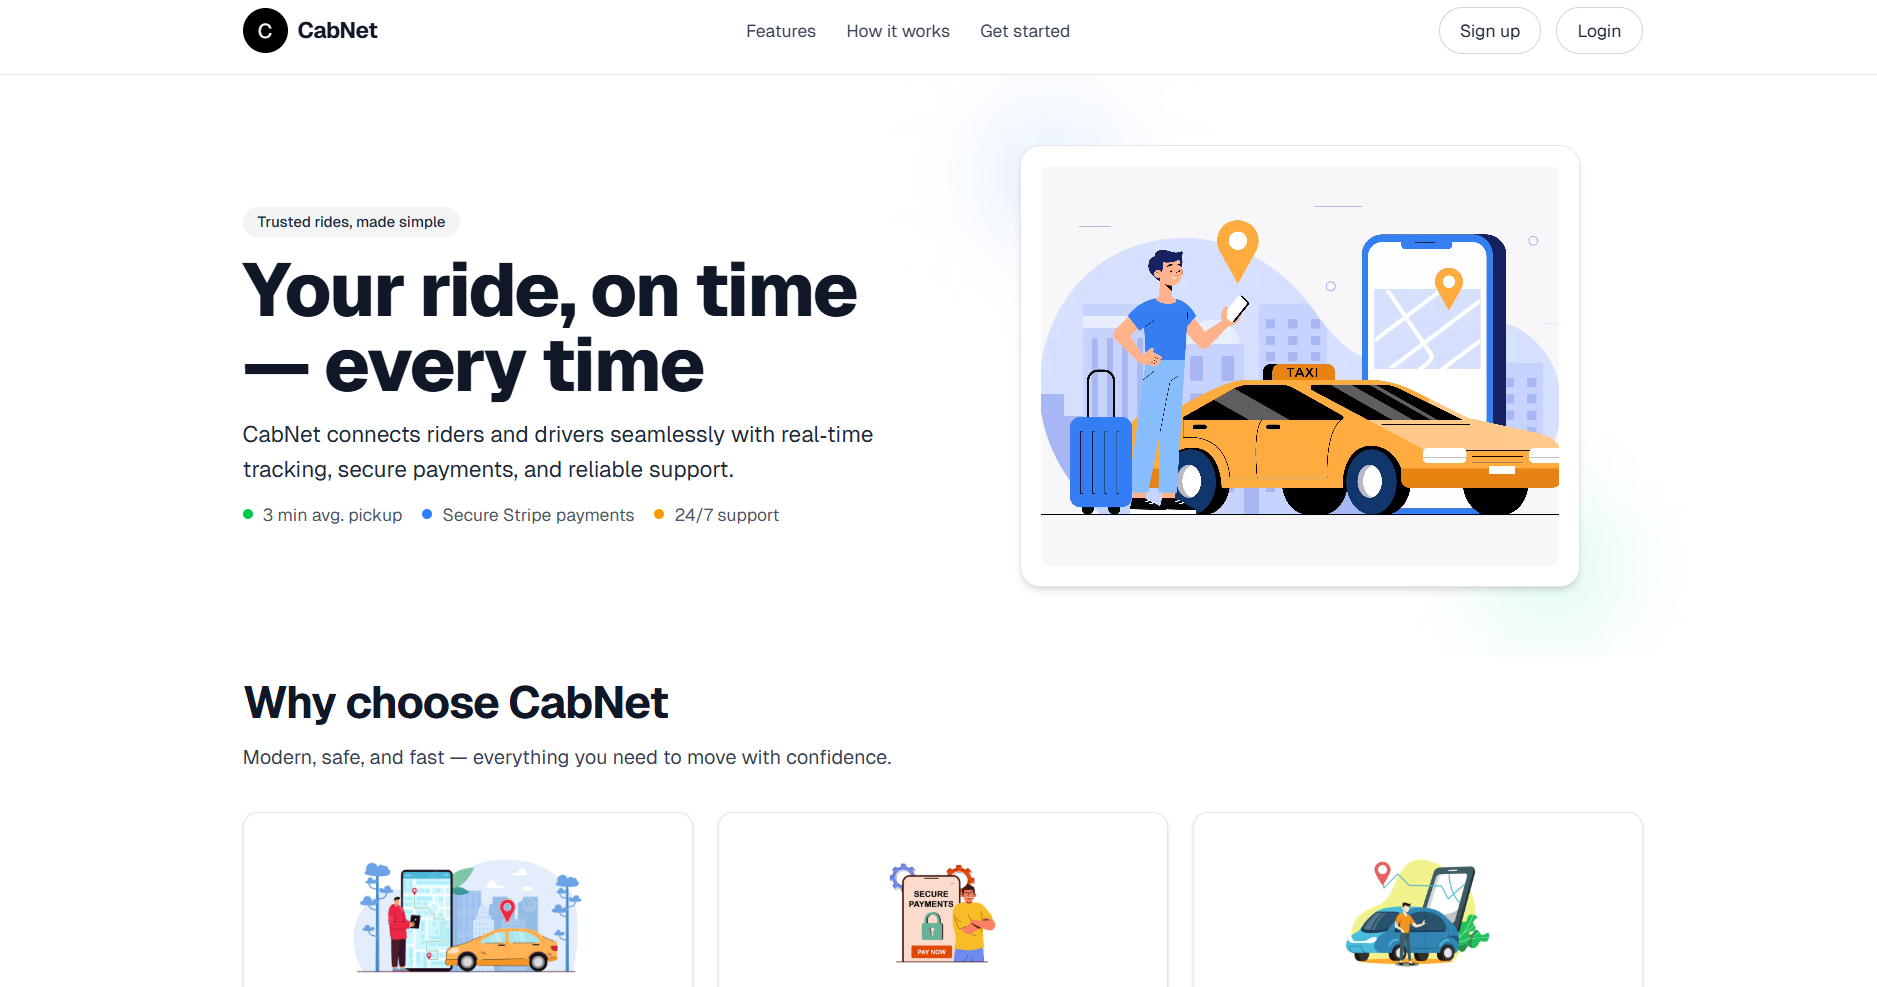 C CabNet
Features How it works Get started
Sign up Login
Trusted rides, made simple
Your ride, on time
— every time
CabNet connects riders and drivers seamlessly with real-time
tracking, secure payments, and reliable support.
3 min avg. pickup Secure Stripe payments 24/7 support
TAXI
Why choose CabNet
Modern, safe, and fast — everything you need to move with confidence.
SECURE
PAYMENTS
PAY NOW